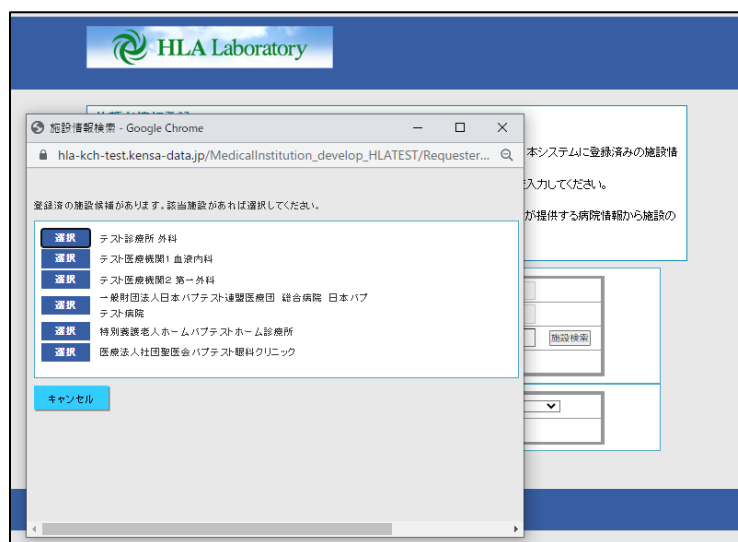 HLA Laboratory
施設情報検索 - Google Chrome
hla-kch-test.kensa-data.jp/MedicalInstitution_develop_HLATEST/Requester...
登録済の施設候補があります。該当施設があれば選択してください。
選択 テスト診療所 外科
選択 テスト医療機関1 血液内科
選択 テスト医療機関2 第一外科
選択 一般財団法人日本バプテスト連盟医療団 総合病院 日本バプ
テスト病院
選択 特別養護老人ホームバプテストホーム診療所
選択 医療法人社団聖医会バプテスト眼科クリニック
キャンセル
本システムに登録済みの施設情
を入力してください。
が提供する病院情報から施設の
施設検索